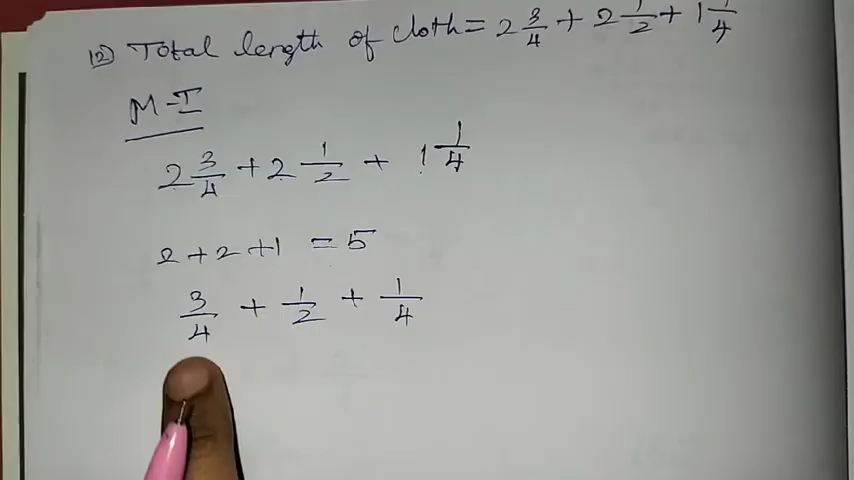 12) Total length of cloth = 2 3/4 + 2 1/2 + 1 1/4
M-I
2 3/4 + 2 1/2 + 1 1/4
2 + 2 + 1 = 5
3/4 + 1/2 + 1/4